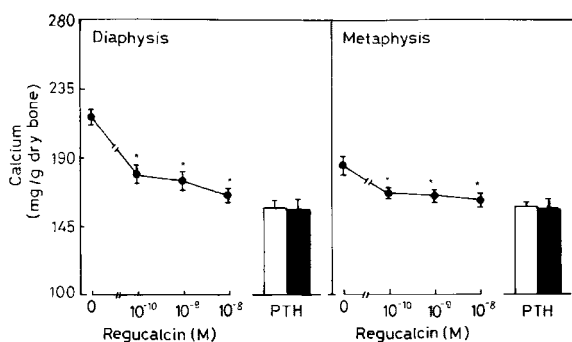 Diaphysis
Metaphysis
280
235
190
145
100
Calcium
(mg/g dry bone)
* * *
* * *
0 10⁻¹⁰ 10⁻⁹ 10⁻⁸ PTH
0 10⁻¹⁰ 10⁻⁹ 10⁻⁸ PTH
Regucalcin (M)
Regucalcin (M)